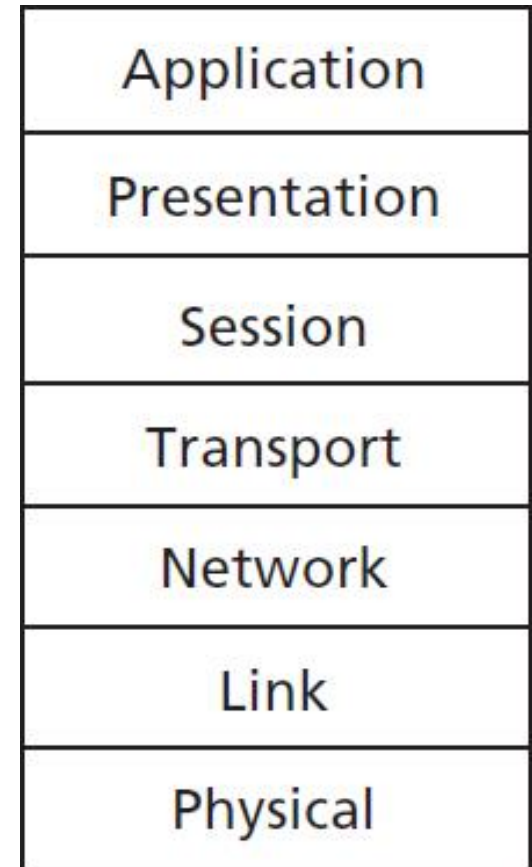 Application
Presentation
Session
Transport
Network
Link
Physical